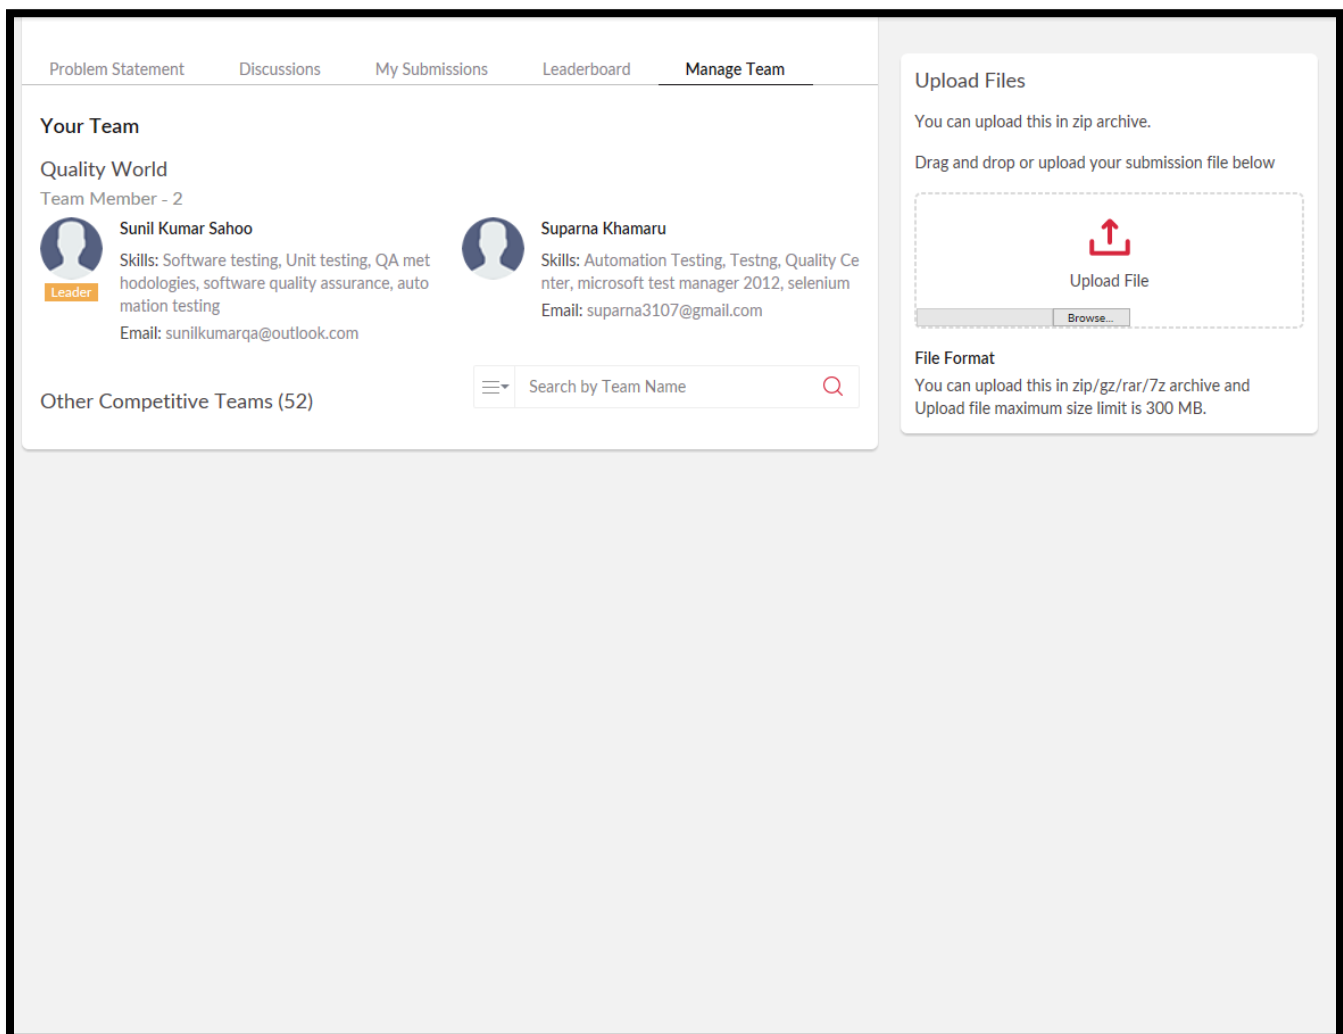 Problem Statement Discussions My Submissions Leaderboard Manage Team
Your Team
Quality World
Team Member - 2
Sunil Kumar Sahoo
Skills: Software testing, Unit testing, QA met
hodologies, software quality assurance, auto
mation testing
Email: sunilkumarqa@outlook.com
Leader
Suparna Khamaru
Skills: Automation Testing, Testng, Quality Ce
nter, microsoft test manager 2012, selenium
Email: suparna3107@gmail.com
Other Competitive Teams (52)
Search by Team Name
Upload Files
You can upload this in zip archive.
Drag and drop or upload your submission file below
Upload File
Browse...
File Format
You can upload this in zip/gz/rar/7z archive and
Upload file maximum size limit is 300 MB.